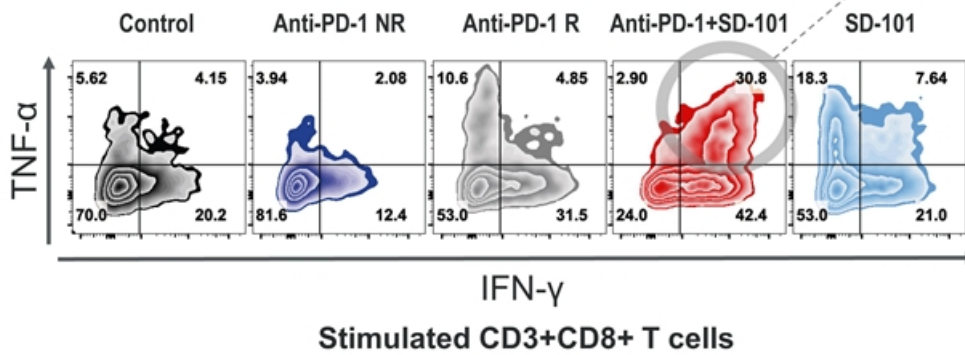 Control Anti-PD-1 NR Anti-PD-1 R Anti-PD-1+SD-101 SD-101
5.62 4.15 3.94 2.08 10.6 4.85 2.90 30.8 18.3 7.64
TNF-α
70.0 20.2 81.6 12.4 53.0 31.5 24.0 42.4 53.0 21.0
IFN-γ
Stimulated CD3+CD8+ T cells